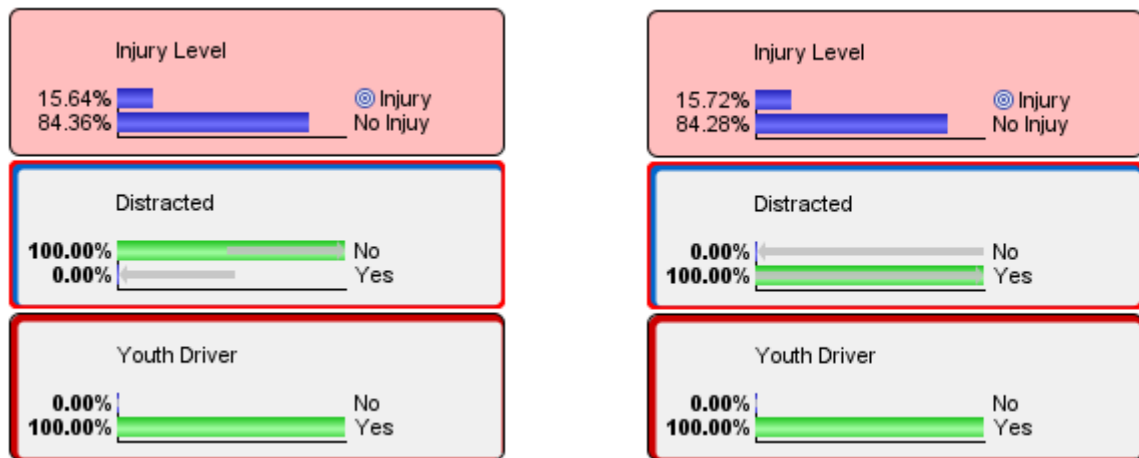 Injury Level
15.64% Injury
84.36% No Injuy
Distracted
100.00% No
0.00% Yes
Youth Driver
0.00% No
100.00% Yes
Injury Level
15.72% Injury
84.28% No Injuy
Distracted
0.00% No
100.00% Yes
Youth Driver
0.00% No
100.00% Yes